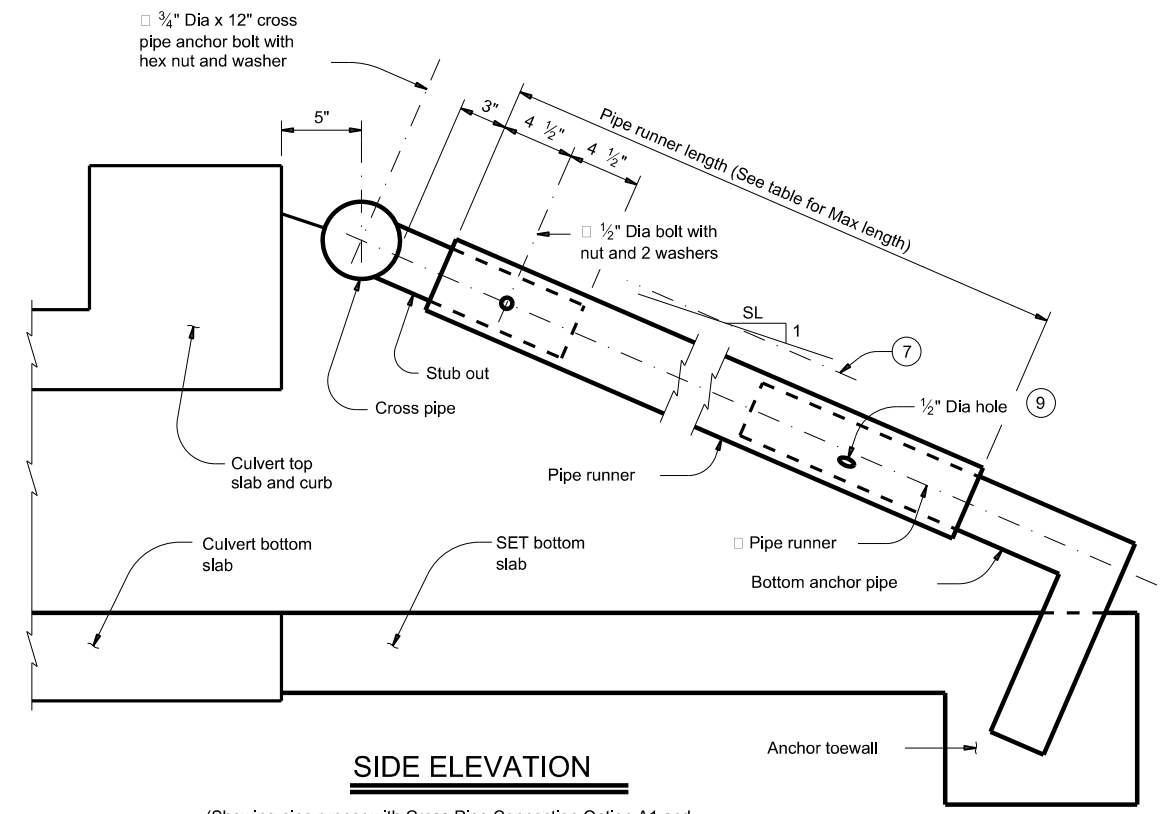 □ ¾" Dia x 12" cross
pipe anchor bolt with
hex nut and washer
5"
3"
4 ½"
4 ½"
Pipe runner length (See table for Max length)
□ ½" Dia bolt with
nut and 2 washers
SL
1
7
Stub out
Cross pipe
½" Dia hole
9
Culvert top
slab and curb
Pipe runner
Culvert bottom
slab
SET bottom
slab
□ Pipe runner
Bottom anchor pipe
Anchor toewall
SIDE ELEVATION